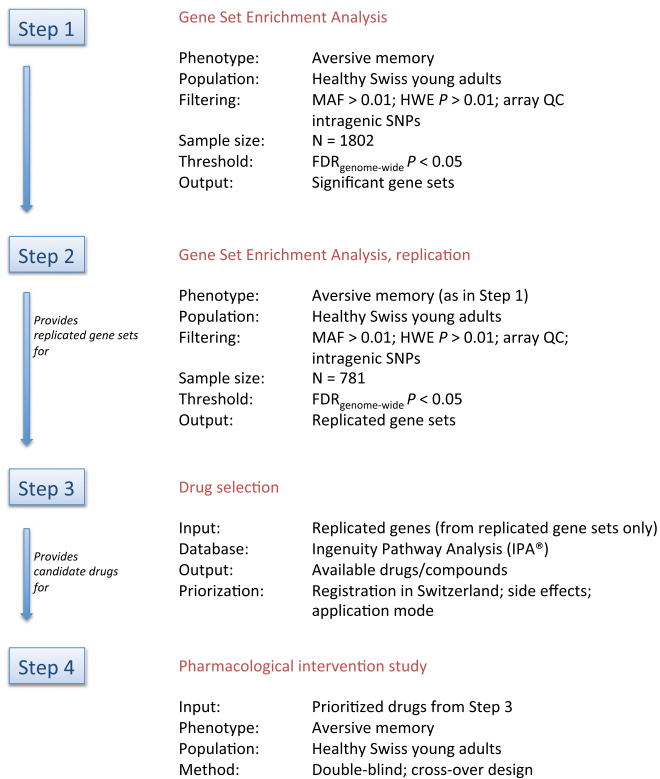 Step 1
Gene Set Enrichment Analysis
Phenotype: Aversive memory
Population: Healthy Swiss young adults
Filtering: MAF > 0.01; HWE P > 0.01; array QC
intragenic SNPs
Sample size: N = 1802
Threshold: FDRgenome-wide P < 0.05
Output: Significant gene sets
Step 2
Gene Set Enrichment Analysis, replication
Provides
replicated gene sets
for
Phenotype: Aversive memory (as in Step 1)
Population: Healthy Swiss young adults
Filtering: MAF > 0.01; HWE P > 0.01; array QC;
intragenic SNPs
Sample size: N = 781
Threshold: FDRgenome-wide P < 0.05
Output: Replicated gene sets
Step 3
Drug selection
Provides
candidate drugs
for
Input: Replicated genes (from replicated gene sets only)
Database: Ingenuity Pathway Analysis (IPA®)
Output: Available drugs/compounds
Priorization: Registration in Switzerland; side effects;
application mode
Step 4
Pharmacological intervention study
Input: Prioritized drugs from Step 3
Phenotype: Aversive memory
Population: Healthy Swiss young adults
Method: Double-blind; cross-over design